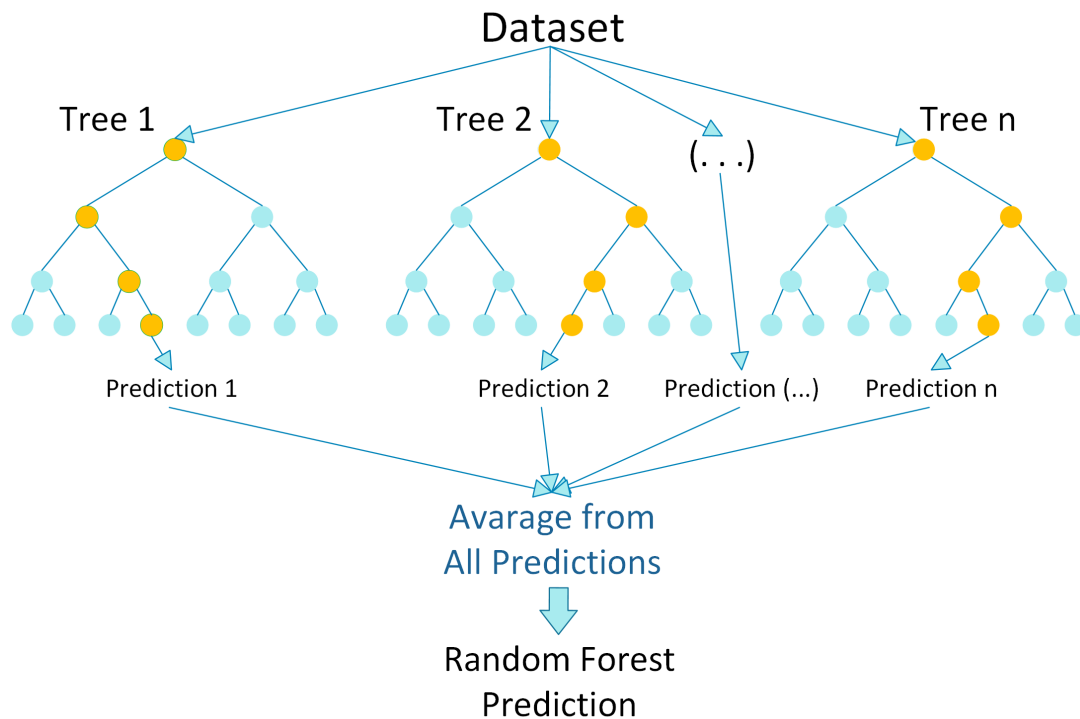 Dataset
Tree 1
Tree 2
(. . .)
Tree n
Prediction 1
Prediction 2
Prediction (...)
Prediction n
Avarage from
All Predictions
Random Forest
Prediction